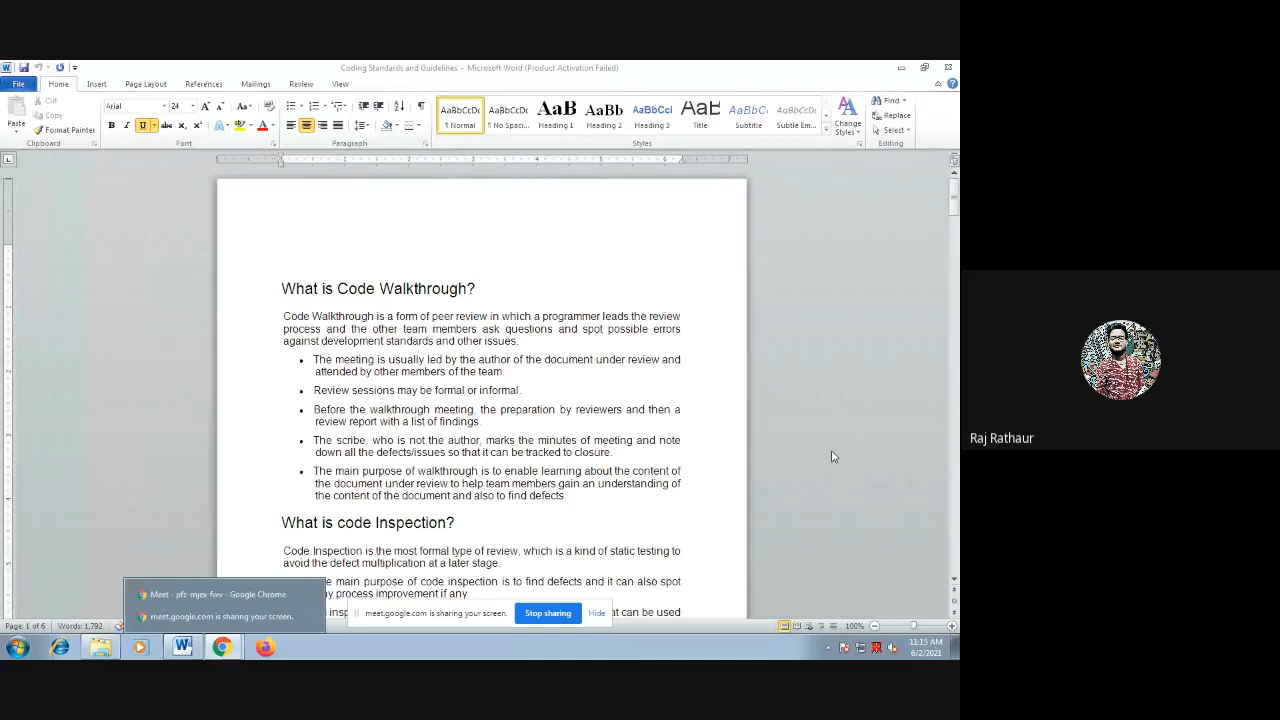 Coding Standards and Guidelines - Microsoft Word (Product Activation Failed)
File Home Insert Page Layout References Mailings Review View
Paste
Cut
Copy
Format Painter
Clipboard
Arial 24
Font
Paragraph
AaBbCcDc AaBbCcDc AaB AaBb AaBbCcI AaB AaBbCcL AaBbCcDc
¶ Normal ¶ No Spaci... Heading 1 Heading 2 Heading 3 Title Subtitle Subtle Em...
Change
Styles
Styles
Find
Replace
Select
Editing
What is Code Walkthrough?
Code Walkthrough is a form of peer review in which a programmer leads the review
process and the other team members ask questions and spot possible errors
against development standards and other issues.
• The meeting is usually led by the author of the document under review and
attended by other members of the team.
• Review sessions may be formal or informal.
• Before the walkthrough meeting, the preparation by reviewers and then a
review report with a list of findings.
• The scribe, who is not the author, marks the minutes of meeting and note
down all the defects/issues so that it can be tracked to closure.
• The main purpose of walkthrough is to enable learning about the content of
the document under review to help team members gain an understanding of
the content of the document and also to find defects.
What is code Inspection?
Code Inspection is the most formal type of review, which is a kind of static testing to
avoid the defect multiplication at a later stage.
main purpose of code inspection is to find defects and it can also spot
process improvement if any.
can be used
Meet - pfz-mjex-fwv - Google Chrome
meet.google.com is sharing your screen.
meet.google.com is sharing your screen. Stop sharing Hide
Page: 1 of 6 Words: 1,792
100%
11:15 AM
6/2/2021
Raj Rathaur